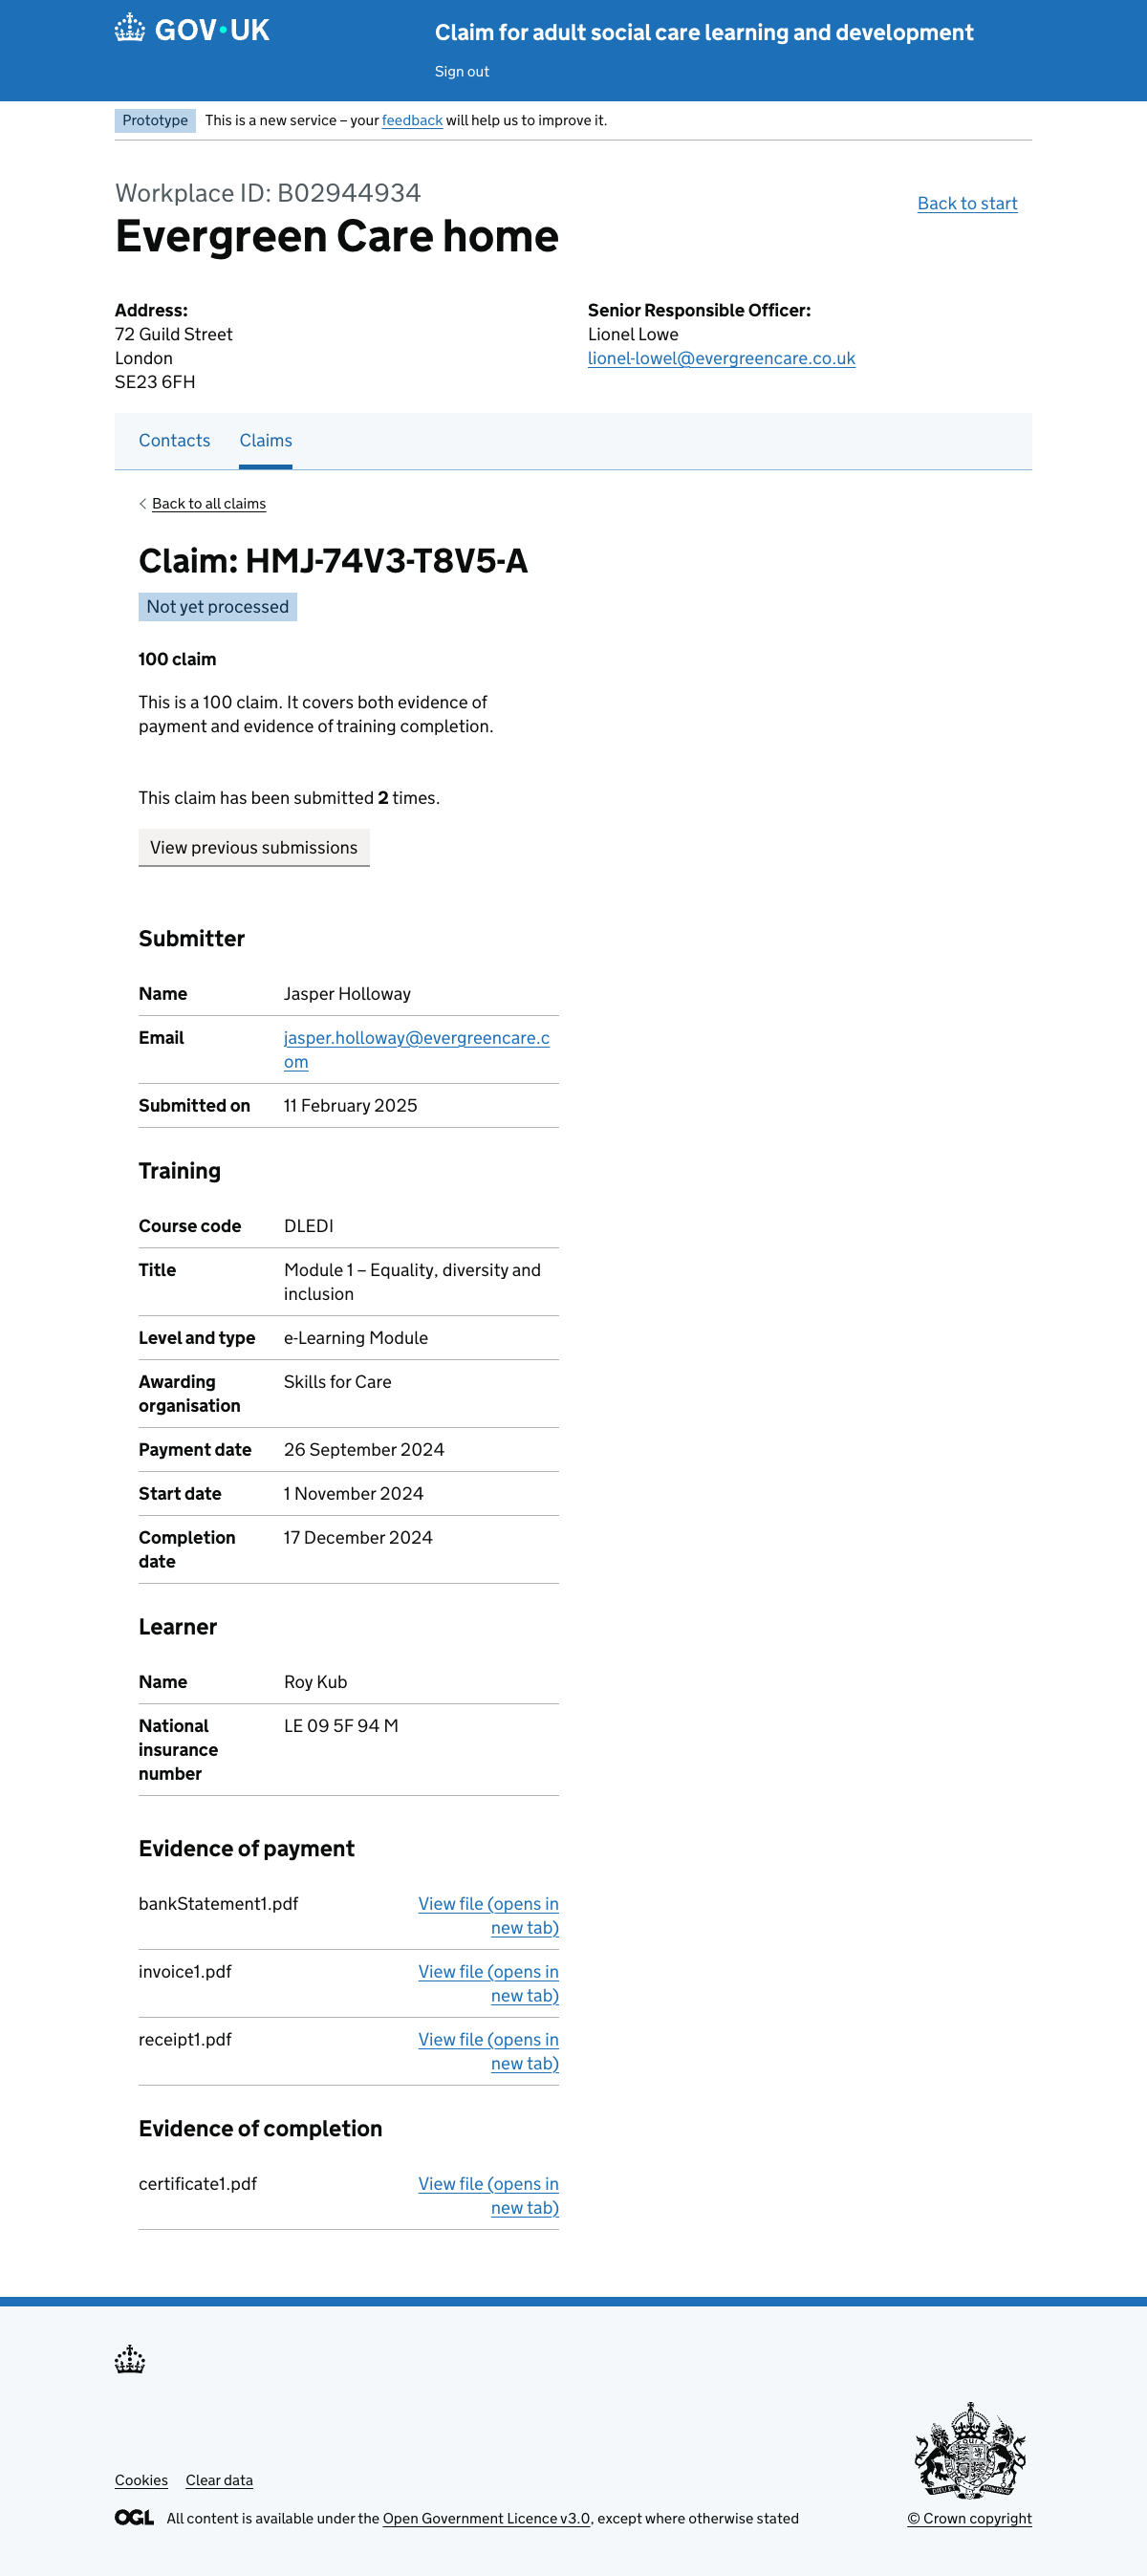 GOV·UK
Claim for adult social care learning and development
Sign out
Prototype This is a new service – your feedback will help us to improve it.
Workplace ID: B02944934
Evergreen Care home
Back to start
Address:
72 Guild Street
London
SE23 6FH
Senior Responsible Officer:
Lionel Lowe
lionel-lowel@evergreencare.co.uk
Contacts Claims
Back to all claims
Claim: HMJ-74V3-T8V5-A
Not yet processed
100 claim
This is a 100 claim. It covers both evidence of
payment and evidence of training completion.
This claim has been submitted 2 times.
View previous submissions
Submitter
Name Jasper Holloway
Email jasper.holloway@evergreencare.c
om
Submitted on 11 February 2025
Training
Course code DLEDI
Title Module 1 – Equality, diversity and
inclusion
Level and type e-Learning Module
Awarding Skills for Care
organisation
Payment date 26 September 2024
Start date 1 November 2024
Completion 17 December 2024
date
Learner
Name Roy Kub
National LE 09 5F 94 M
insurance
number
Evidence of payment
bankStatement1.pdf View file (opens in
new tab)
invoice1.pdf View file (opens in
new tab)
receipt1.pdf View file (opens in
new tab)
Evidence of completion
certificate1.pdf View file (opens in
new tab)
Cookies Clear data
OGL All content is available under the Open Government Licence v3.0, except where otherwise stated
© Crown copyright